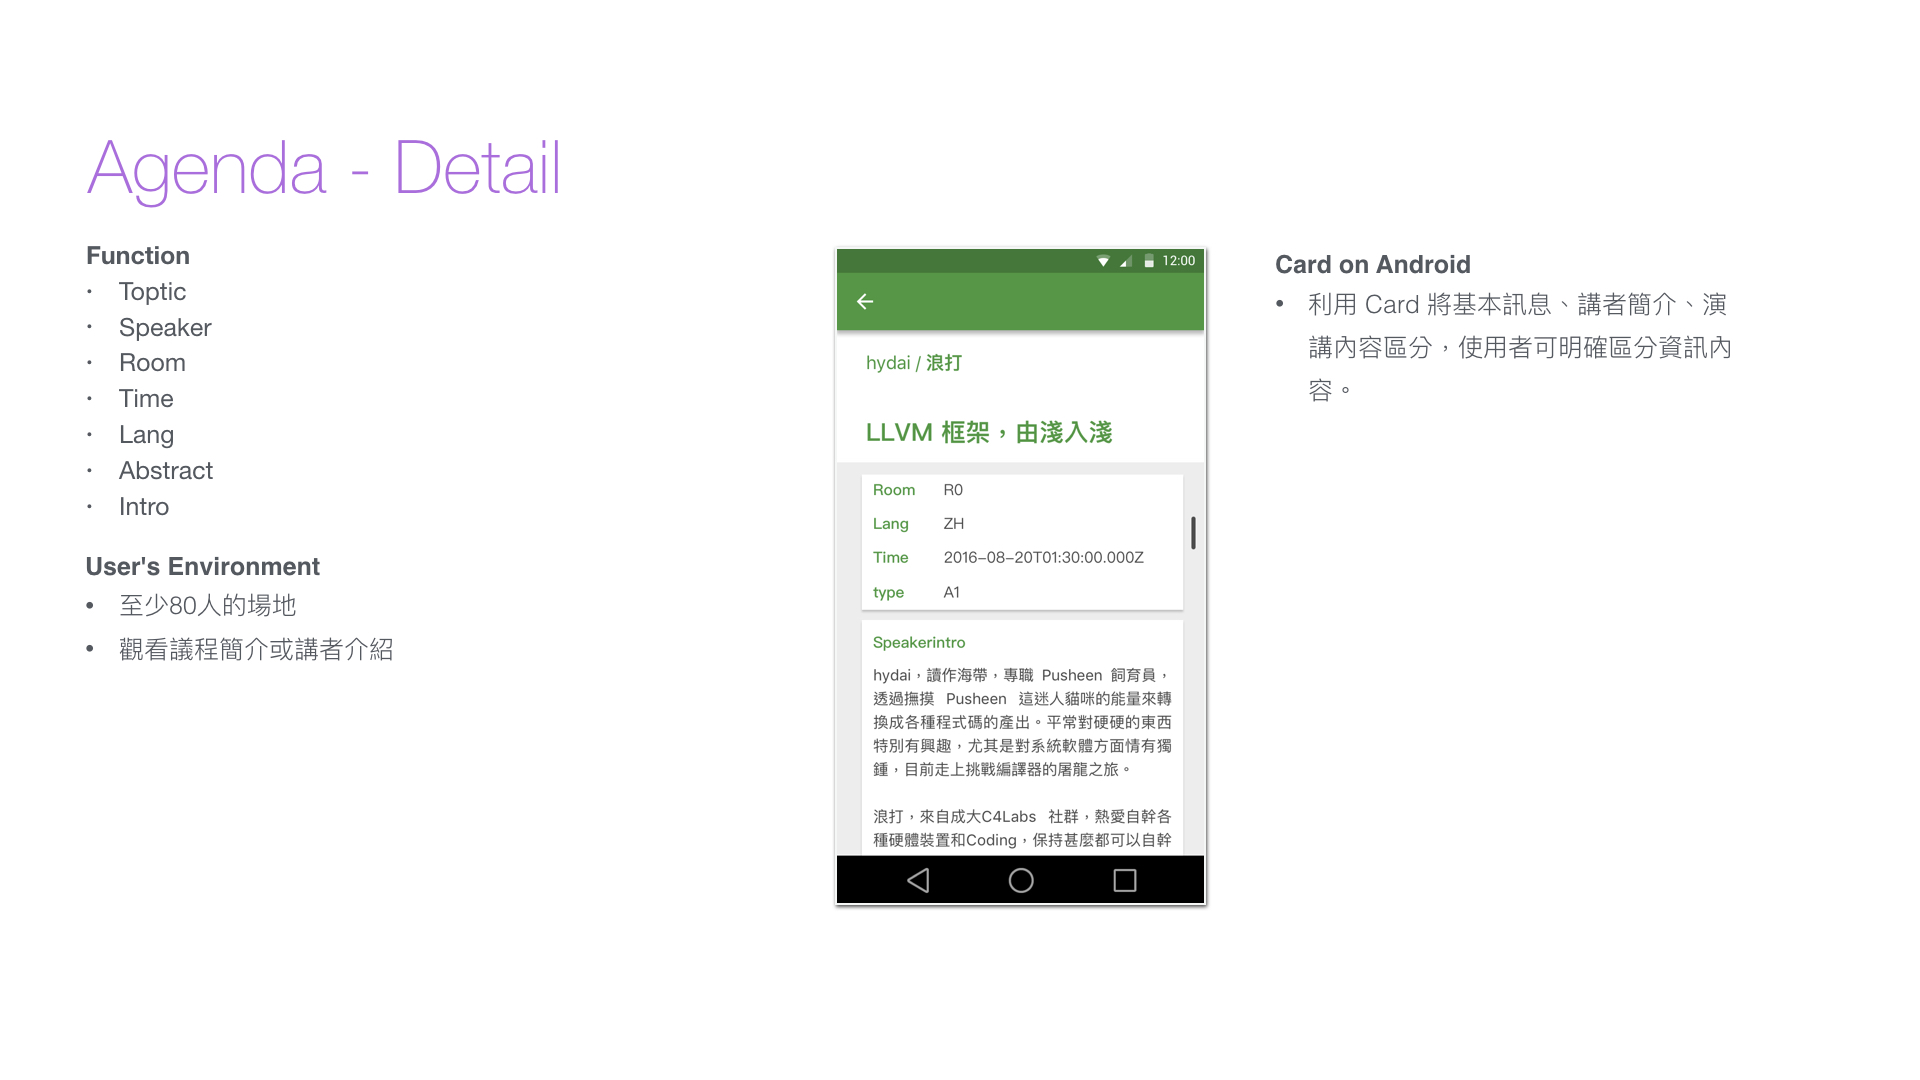 Agenda - Detail
Function
· Toptic
· Speaker
· Room
· Time
· Lang
· Abstract
· Intro
User's Environment
• 至少80人的場地
• 觀看議程簡介或講者介紹
12:00
hydai / 浪打
LLVM 框架，由淺入淺
Room R0
Lang ZH
Time 2016-08-20T01:30:00.000Z
type A1
Speakerintro
hydai，讀作海帶，專職 Pusheen 飼育員，
透過撫摸 Pusheen 這迷人貓咪的能量來轉
換成各種程式碼的產出。平常對硬硬的東西
特別有興趣，尤其是對系統軟體方面情有獨
鍾，目前走上挑戰編譯器的屠龍之旅。
浪打，來自成大C4Labs 社群，熱愛自幹各
種硬體裝置和Coding，保持甚麼都可以自幹
Card on Android
• 利用 Card 將基本訊息、講者簡介、演
講內容區分，使用者可明確區分資訊內
容。